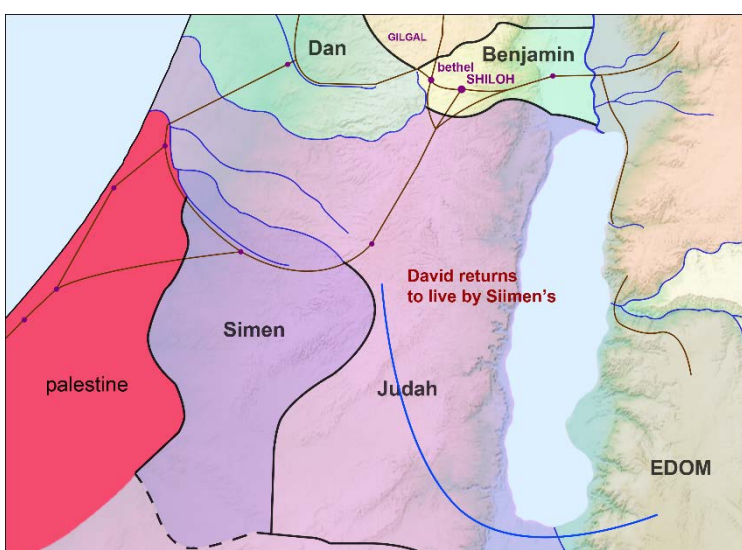 GILGAL
Dan
Benjamin
bethel
SHILOH
David returns
to live by Siimen's
Simen
palestine
Judah
EDOM